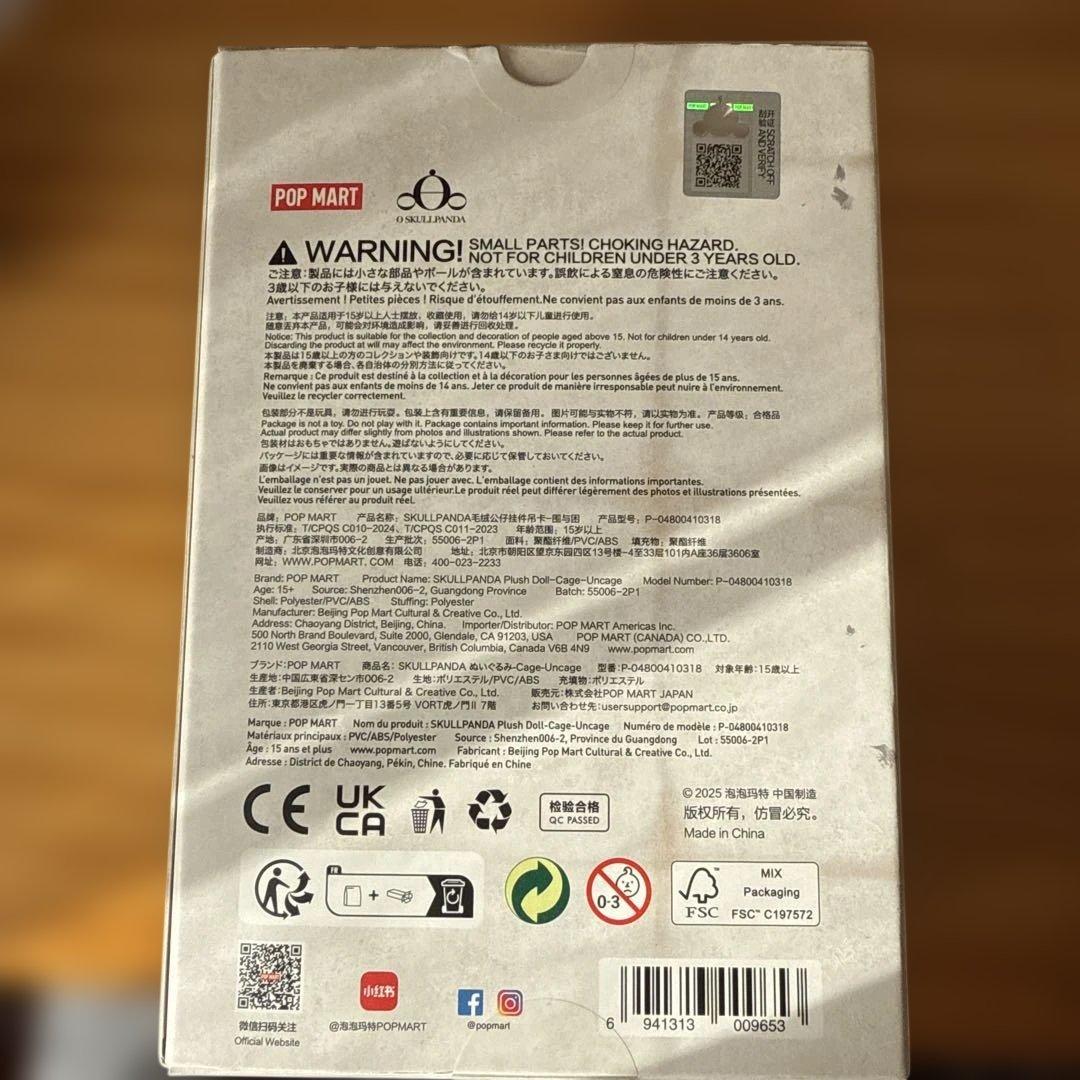 POP MART
POP MART
刮开
验证
SCRATCH OFF
AND VERIFY
POP MART
O SKULLPANDA
WARNING! SMALL PARTS! CHOKING HAZARD.
NOT FOR CHILDREN UNDER 3 YEARS OLD.
ご注意:製品には小さな部品やボールが含まれています。誤飲による窒息の危険性にご注意ください。
3歳以下のお子様には与えないでください。
Avertissement ! Petites pièces ! Risque d'étouffement.Ne convient pas aux enfants de moins de 3 ans.
注意: 本产品适用于15岁以上人士摆放，收藏使用，请勿给14岁以下儿童进行使用。
随意丢弃本产品，可能会对环境造成影响，请妥善进行回收处理。
Notice: This product is suitable for the collection and decoration of people aged above 15. Not for children under 14 years old.
Discarding the product at will may affect the environment. Please recycle it properly.
本製品は15歳以上の方のコレクションや装飾向けです。14歳以下のお子さま向けではございません。
本製品を廃棄する場合、各自治体の分別方法に従ってください。
Remarque : Ce produit est destiné à la collection et à la décoration pour les personnes âgées de plus de 15 ans.
Ne convient pas aux enfants de moins de 14 ans. Jeter ce produit de manière irresponsable peut nuire à l'environnement.
Veuillez le recycler correctement.
包装部分不是玩具，请勿进行玩耍。包装上含有重要信息，请保留备用。 图片可能与实物不符，请以实物为准。 产品等级：合格品
Package is not a toy. Do not play with it. Package contains important information. Please keep it for further use.
Actual product may differ slightly from photos and illustrations shown. Please refer to the actual product.
包装材はおもちゃではありません。遊ばないようにしてください。
パッケージには重要な情報が含まれていますので、必要に応じて保管しておいてください。
画像はイメージです。実際の商品とは異なる場合があります。
L'emballage n'est pas un jouet. Ne pas jouer avec. L'emballage contient des informations importantes.
Veuillez le conserver pour un usage ultérieur.Le produit réel peut différer légèrement des photos et illustrations présentées.
Veuillez vous référer au produit réel.
品牌：POP MART 产品名称：SKULLPANDA毛绒公仔挂件吊卡-围与困 产品型号：P-04800410318
执行标准：T/CPQS C010-2024、T/CPQS C011-2023 年龄范围：15岁以上
产地：广东省深圳市006-2 生产批次：55006-2P1 面料：聚酯纤维/PVC/ABS 填充物：聚酯纤维
制造商：北京泡泡玛特文化创意有限公司 地址：北京市朝阳区望京东园四区13号楼-4至33层101内A座36层3606室
网址：WWW.POPMART. COM 电话：400-023-2233
Brand: POP MART Product Name: SKULLPANDA Plush Doll-Cage-Uncage Model Number: P-04800410318
Age: 15+ Source: Shenzhen006-2, Guangdong Province Batch: 55006-2P1
Shell: Polyester/PVC/ABS Stuffing: Polyester
Manufacturer: Beijing Pop Mart Cultural & Creative Co., Ltd.
Address: Chaoyang District, Beijing, China. Importer/Distributor: POP MART Americas Inc.
500 North Brand Boulevard, Suite 2000, Glendale, CA 91203, USA POP MART (CANADA) CO.,LTD.
2110 West Georgia Street, Vancouver, British Columbia, Canada V6B 4N9 www.popmart.com
ブランド:POP MART 商品名: SKULLPANDA ぬいぐるみ-Cage-Uncage 型番:P-04800410318 対象年齢:15歳以上
生産地:中国広東省深セン市006-2 生地:ポリエステル/PVC/ABS 充填物:ポリエステル
生産者:Beijing Pop Mart Cultural & Creative Co., Ltd. 販売元:株式会社POP MART JAPAN
住所:東京都港区虎ノ門一丁目13番5号 VORT虎ノ門II 7階 お問い合わせ先:usersupport@popmart.co.jp
Marque : POP MART Nom du produit : SKULLPANDA Plush Doll-Cage-Uncage Numéro de modèle : P-04800410318
Matériaux principaux : PVC/ABS/Polyester Source : Shenzhen006-2, Province du Guangdong Lot : 55006-2P1
Âge : 15 ans et plus www.popmart.com Fabricant : Beijing Pop Mart Cultural & Creative Co., Ltd.
Adresse : District de Chaoyang, Pékin, Chine. Fabriqué en Chine
CE
UK
CA
检验合格
QC PASSED
© 2025 泡泡玛特 中国制造
版权所有，仿冒必究。
Made in China
FR
+
0-3
FSC™
MIX
Packaging
FSC™ C197572
POP MART
微信扫码关注
Official Website
小红书
@泡泡玛特POPMART
@popmart
6 941313 009653